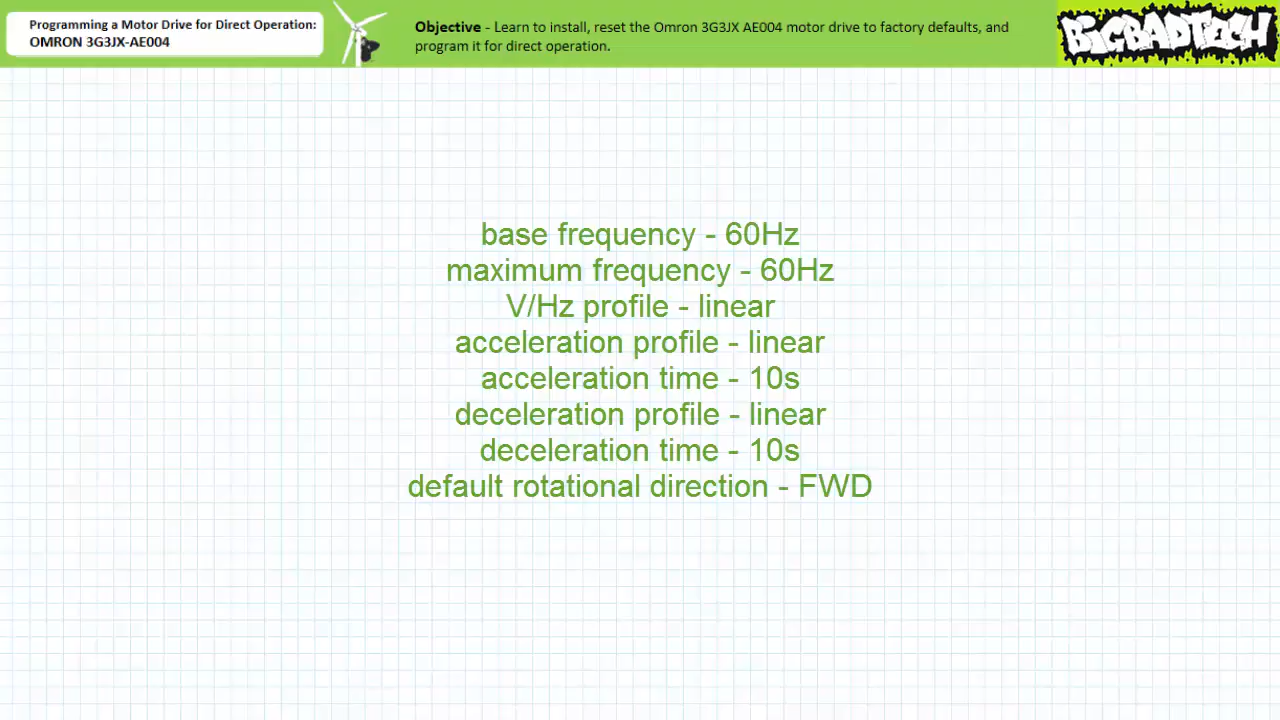 Programming a Motor Drive for Direct Operation:
OMRON 3G3JX-AE004
Objective - Learn to install, reset the Omron 3G3JX AE004 motor drive to factory defaults, and
program it for direct operation.
BIGBADTECH
base frequency - 60Hz
maximum frequency - 60Hz
V/Hz profile - linear
acceleration profile - linear
acceleration time - 10s
deceleration profile - linear
deceleration time - 10s
default rotational direction - FWD